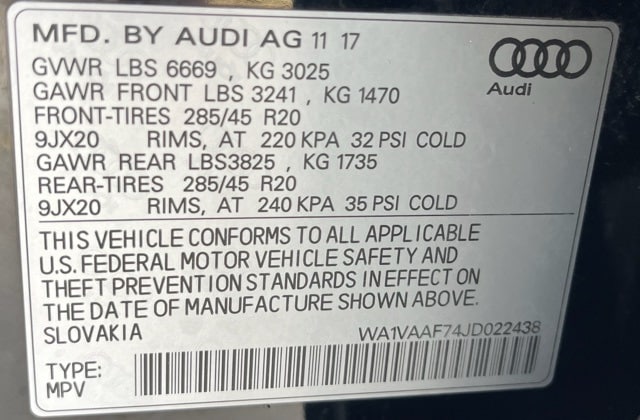 MFD. BY AUDI AG 11 17
Audi
GVWR LBS 6669 , KG 3025
GAWR FRONT LBS 3241 , KG 1470
FRONT-TIRES 285/45 R20
9JX20 RIMS, AT 220 KPA 32 PSI COLD
GAWR REAR LBS3825 , KG 1735
REAR-TIRES 285/45 R20
9JX20 RIMS, AT 240 KPA 35 PSI COLD
THIS VEHICLE CONFORMS TO ALL APPLICABLE
U.S. FEDERAL MOTOR VEHICLE SAFETY AND
THEFT PREVENTION STANDARDS IN EFFECT ON
THE DATE OF MANUFACTURE SHOWN ABOVE.
SLOVAKIA WA1VAAF74JD022438
TYPE:
MPV